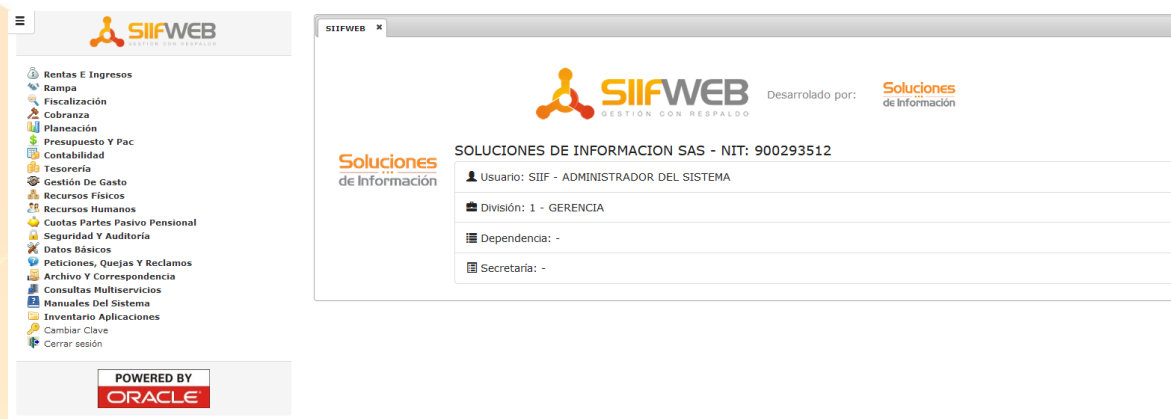 SIIFWEB
GESTIÓN CON RESPALDO
Rentas E Ingresos
Rampa
Fiscalización
Cobranza
Planeación
Presupuesto Y Pac
Contabilidad
Tesorería
Gestión De Gasto
Recursos Físicos
Recursos Humanos
Cuotas Partes Pasivo Pensional
Seguridad Y Auditoría
Datos Básicos
Peticiones, Quejas Y Reclamos
Archivo Y Correspondencia
Consultas Multiservicios
Manuales Del Sistema
Inventario Aplicaciones
Cambiar Clave
Cerrar sesión
POWERED BY
ORACLE
SIIFWEB
SIIFWEB
GESTIÓN CON RESPALDO
Desarrolado por:
Soluciones
de Información
Soluciones
de Información
SOLUCIONES DE INFORMACION SAS - NIT: 900293512
Usuario: SIIF - ADMINISTRADOR DEL SISTEMA
División: 1 - GERENCIA
Dependencia: -
Secretaría: -